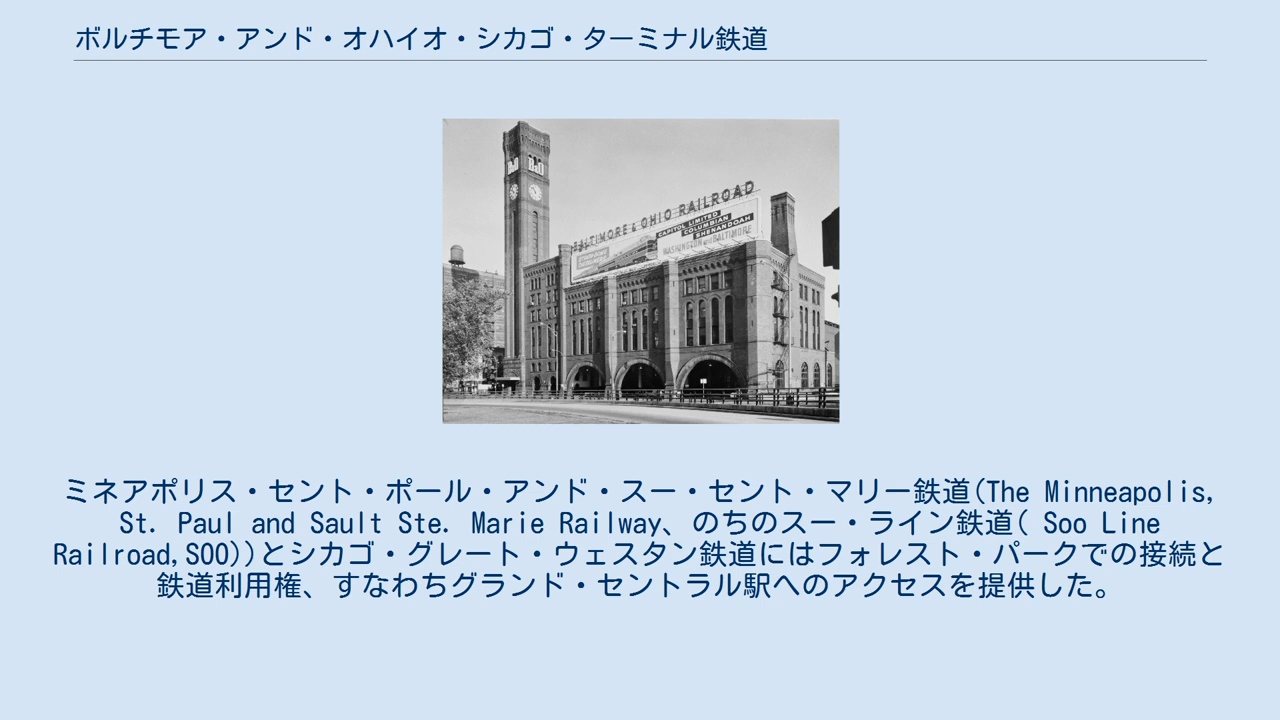 ボルチモア・アンド・オハイオ・シカゴ・ターミナル鉄道
B&O
B&O
BALTIMORE & OHIO RAILROAD
CAPITOL LIMITED
COLUMBIAN
SHENANDOAH
WASHINGTON and BALTIMORE
ミネアポリス・セント・ポール・アンド・スー・セント・マリー鉄道(The Minneapolis,
St. Paul and Sault Ste. Marie Railway、のちのスー・ライン鉄道( Soo Line
Railroad,SOO))とシカゴ・グレート・ウェスタン鉄道にはフォレスト・パークでの接続と
鉄道利用権、すなわちグランド・セントラル駅へのアクセスを提供した。